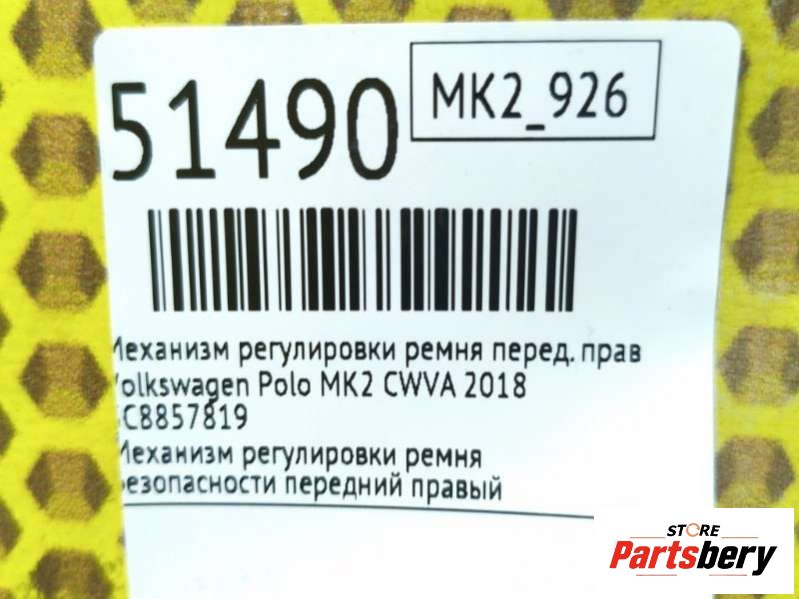 51490
MK2_926
Механизм регулировки ремня перед. прав
Volkswagen Polo MK2 CWVA 2018
C8857819
Механизм регулировки ремня
безопасности передний правый
STORE
Partsbery